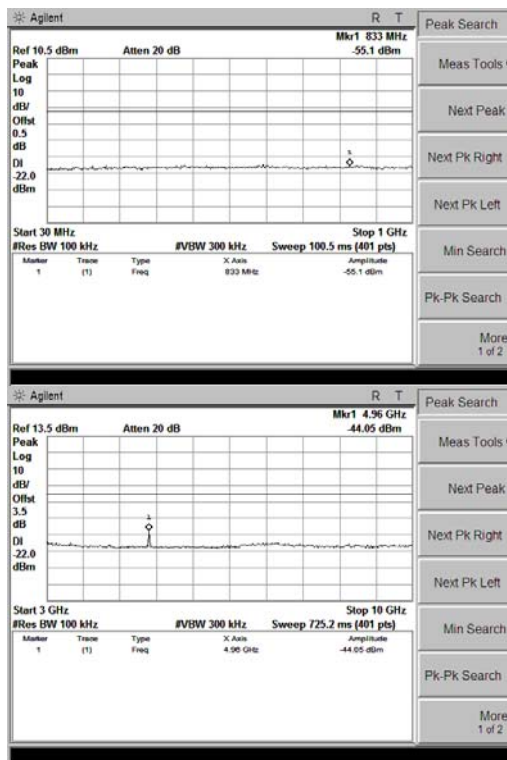 Agilent R T
Mkr1 833 MHz
Ref 10.5 dBm Atten 20 dB -55.1 dBm
Peak
Log
10
dB/
Offst
0.5
dB
DI
-22.0
dBm
1
Start 30 MHz Stop 1 GHz
#Res BW 100 kHz #VBW 300 kHz Sweep 100.5 ms (401 pts)
Marker Trace Type X Axis Amplitude
1 (1) Freq 833 MHz -55.1 dBm
Peak Search
Meas Tools
Next Peak
Next Pk Right
Next Pk Left
Min Search
Pk-Pk Search
More
1 of 2
Agilent R T
Mkr1 4.96 GHz
Ref 13.5 dBm Atten 20 dB -44.05 dBm
Peak
Log
10
dB/
Offst
3.5
dB
DI
-22.0
dBm
1
Start 3 GHz Stop 10 GHz
#Res BW 100 kHz #VBW 300 kHz Sweep 725.2 ms (401 pts)
Marker Trace Type X Axis Amplitude
1 (1) Freq 4.96 GHz -44.05 dBm
Peak Search
Meas Tools
Next Peak
Next Pk Right
Next Pk Left
Min Search
Pk-Pk Search
More
1 of 2